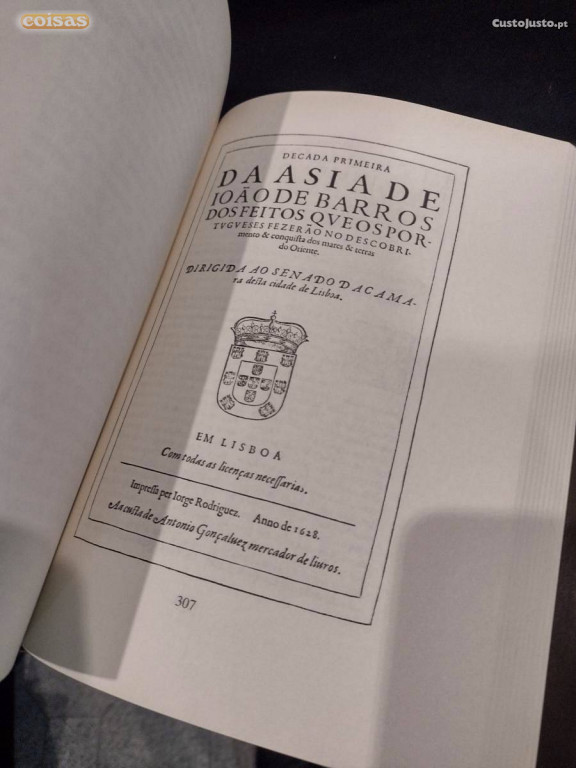 coisas
CustoJusto.pt
DECADA PRIMEIRA
DA ASIA DE
IOÃO DE BARROS
DOS FEITOS QVE OS POR-
TVGVESES FEZERÃO NO DESCOBRI-
mento & conquista dos mares & terras
do Oriente.
DIRIGIDA AO SENADO DA CAMA-
ra desta cidade de Lisboa.
EM LISBOA
Com todas as licenças necessarias.
Impressa per Iorge Rodriguez. Anno de 1628.
Aa custa de Antonio Gonçaluez mercador de liuros.
307